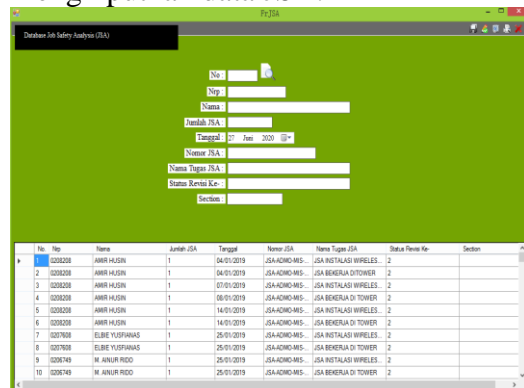 PrJSA
Database Job Safety Analysis (JSA)
No :
Nrp :
Nama :
Jumlah JSA :
Tanggal : 27 Juni 2020
Nomor JSA :
Nama Tugas JSA :
Status Revisi Ke- :
Section :
No Nrp Nama Jumlah JSA Tanggal Nomor JSA Nama Tugas JSA Status Revisi Ke- Section
1 0208208 AMIR HUSIN 1 04/01/2019 JSA-ADMO-MIS-... JSA INSTALASI WIRELES... 2
2 0208208 AMIR HUSIN 1 04/01/2019 JSA-ADMO-MIS-... JSA BEKERJA DITOWER 2
3 0208208 AMIR HUSIN 1 07/01/2019 JSA-ADMO-MIS-... JSA INSTALASI WIRELES... 2
4 0208208 AMIR HUSIN 1 08/01/2019 JSA-ADMO-MIS-... JSA BEKERJA DI TOWER 2
5 0208208 AMIR HUSIN 1 14/01/2019 JSA-ADMO-MIS-... JSA INSTALASI WIRELES... 2
6 0208208 AMIR HUSIN 1 14/01/2019 JSA-ADMO-MIS-... JSA BEKERJA DI TOWER 2
7 0207608 ELBIE YUSFIANAS 1 25/01/2019 JSA-ADMO-MIS-... JSA INSTALASI WIRELES... 2
8 0207608 ELBIE YUSFIANAS 1 25/01/2019 JSA-ADMO-MIS-... JSA BEKERJA DI TOWER 2
9 0206749 M. AINUR RIDO 1 25/01/2019 JSA-ADMO-MIS-... JSA INSTALASI WIRELES... 2
10 0206749 M. AINUR RIDO 1 25/01/2019 JSA-ADMO-MIS-... JSA BEKERJA DI TOWER 2